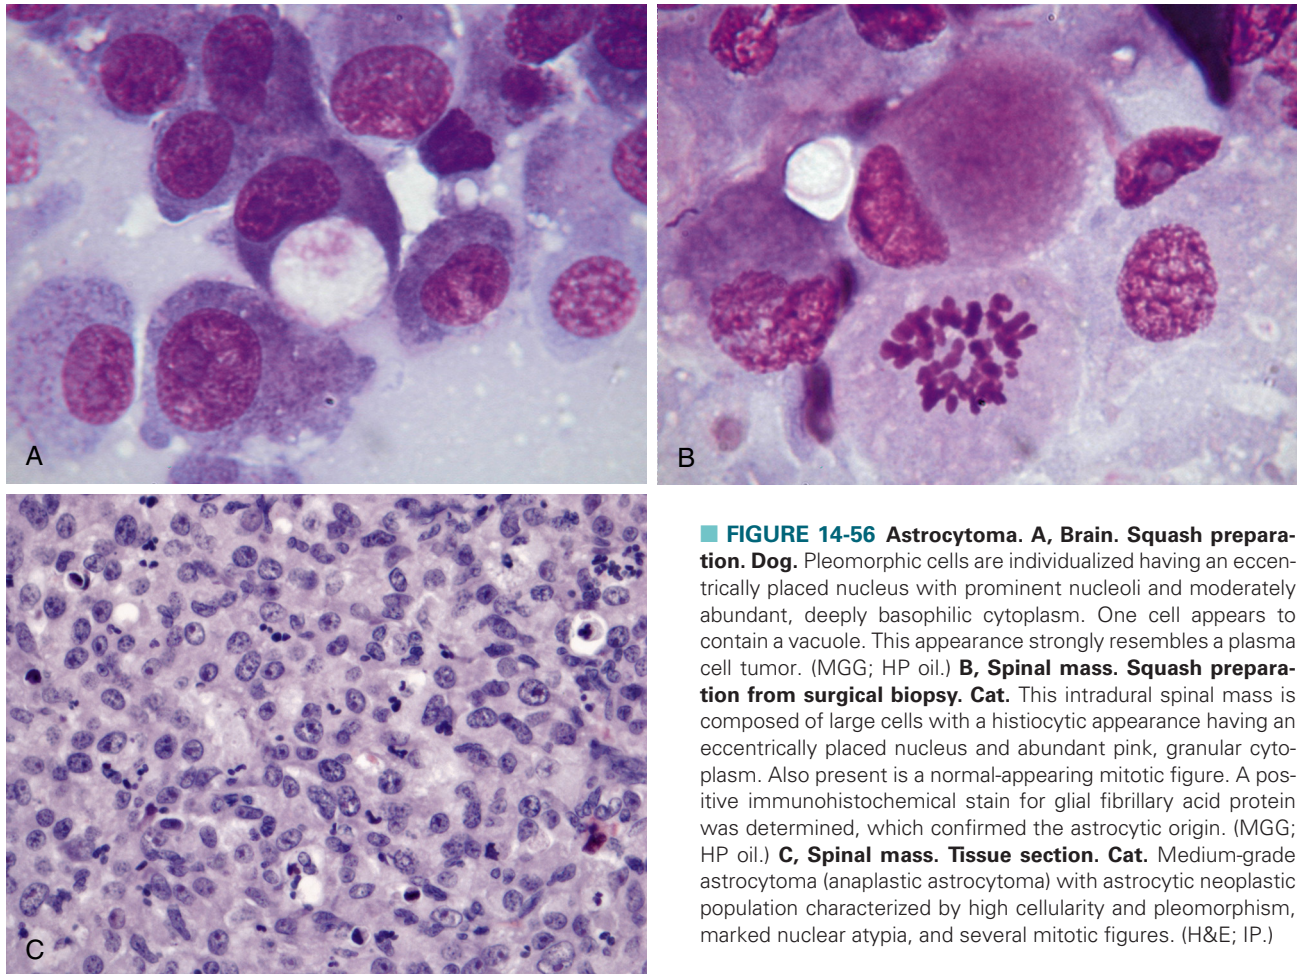 A
B
C
FIGURE 14-56 Astrocytoma. A, Brain. Squash prepara-
tion. Dog. Pleomorphic cells are individualized having an eccen-
trically placed nucleus with prominent nucleoli and moderately
abundant, deeply basophilic cytoplasm. One cell appears to
contain a vacuole. This appearance strongly resembles a plasma
cell tumor. (MGG; HP oil.) B, Spinal mass. Squash prepara-
tion from surgical biopsy. Cat. This intradural spinal mass is
composed of large cells with a histiocytic appearance having an
eccentrically placed nucleus and abundant pink, granular cyto-
plasm. Also present is a normal-appearing mitotic figure. A pos-
itive immunohistochemical stain for glial fibrillary acid protein
was determined, which confirmed the astrocytic origin. (MGG;
HP oil.) C, Spinal mass. Tissue section. Cat. Medium-grade
astrocytoma (anaplastic astrocytoma) with astrocytic neoplastic
population characterized by high cellularity and pleomorphism,
marked nuclear atypia, and several mitotic figures. (H&E; IP.)